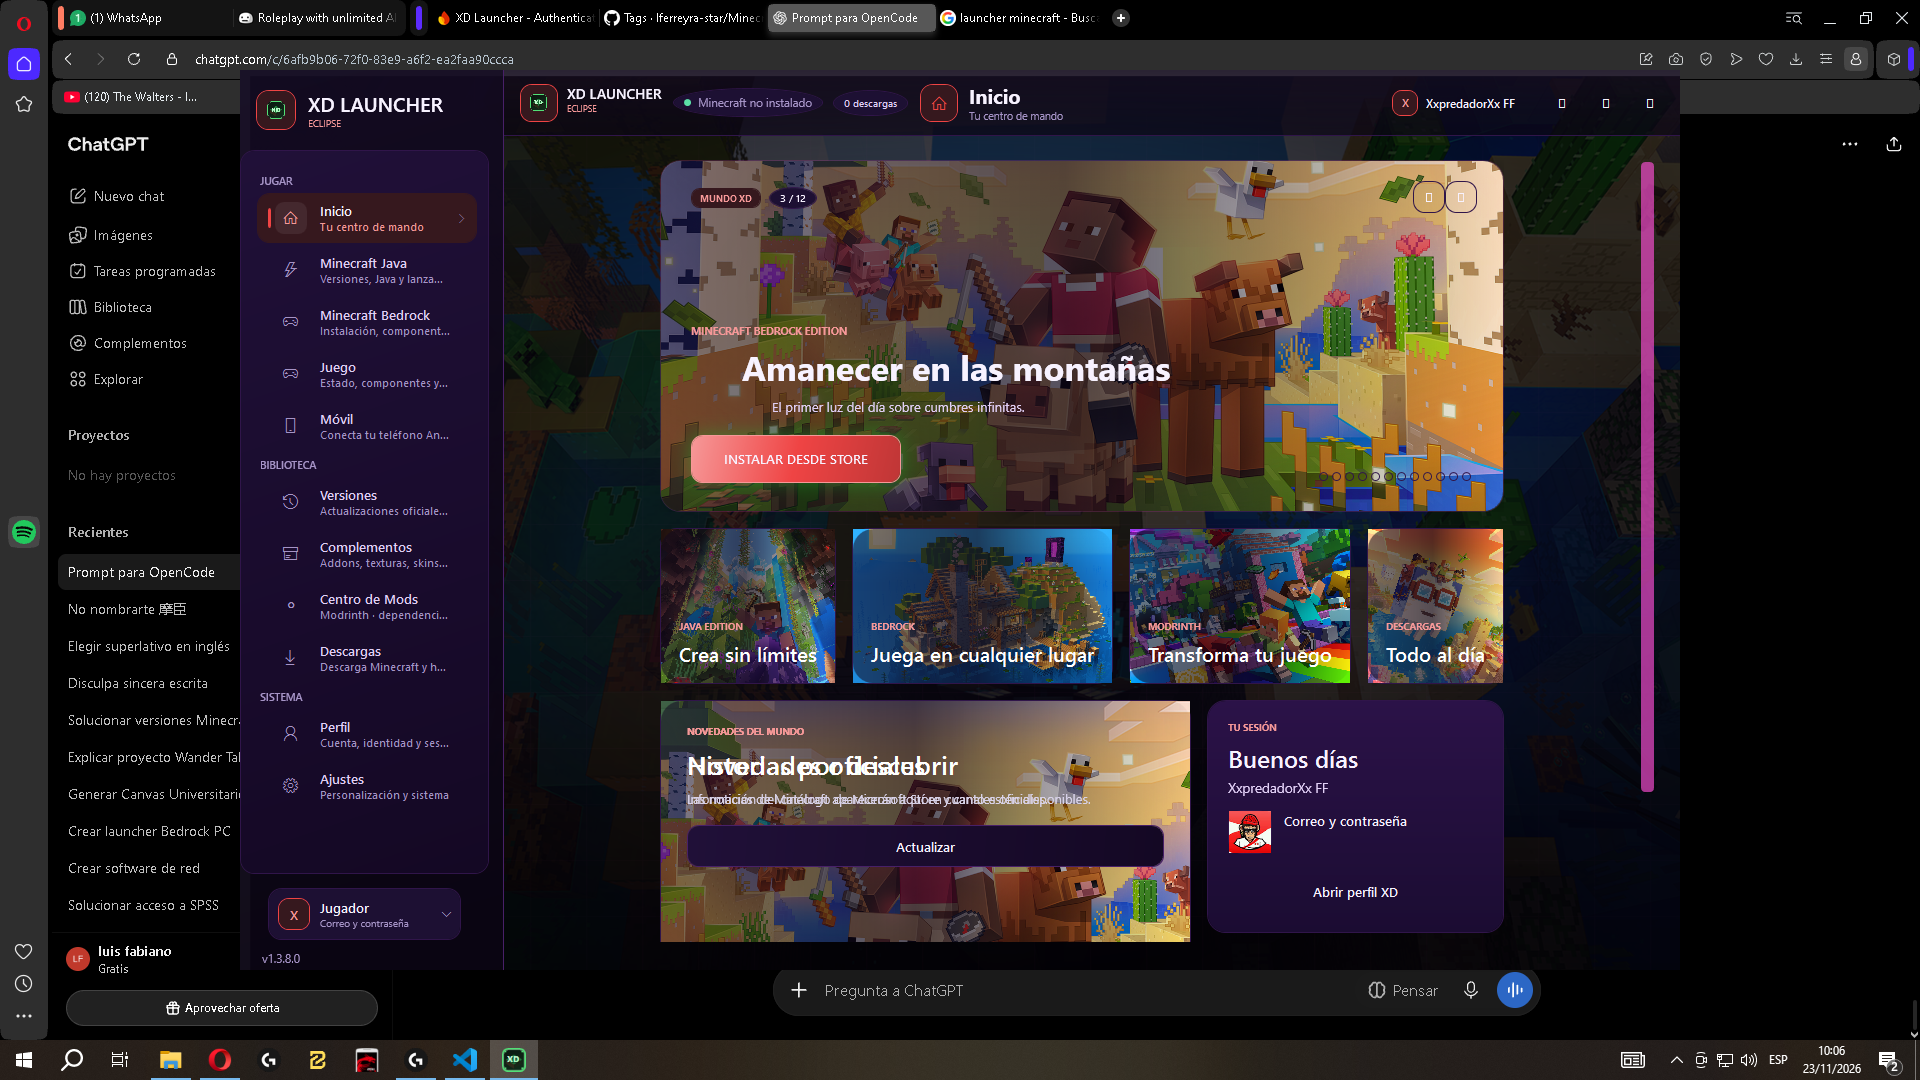 (1) WhatsApp
Roleplay with unlimited AI
XD Launcher - Authenticat
Tags · lferreyra-star/Minec
Prompt para OpenCode
launcher minecraft - Busc
chatgpt.com/c/6afb9b06-72f0-83e9-a6f2-ea2faa90ccca
(120) The Walters - I...
ChatGPT
Nuevo chat
Imágenes
Tareas programadas
Biblioteca
Complementos
Explorar
Proyectos
No hay proyectos
Recientes
Prompt para OpenCode
No nombrarte 摩臣
Elegir superlativo en inglés
Disculpa sincera escrita
Solucionar versiones Minecra
Explicar proyecto Wander Tal
Generar Canvas Universitario
Crear launcher Bedrock PC
Crear software de red
Solucionar acceso a SPSS
LF
luis fabiano
Gratis
Aprovechar oferta
XD
XD LAUNCHER
ECLIPSE
JUGAR
Inicio
Tu centro de mando
Minecraft Java
Versiones, Java y lanza...
Minecraft Bedrock
Instalación, component...
Juego
Estado, componentes y...
Móvil
Conecta tu teléfono An...
BIBLIOTECA
Versiones
Actualizaciones oficiale...
Complementos
Addons, texturas, skins...
Centro de Mods
Modrinth · dependenci...
Descargas
Descarga Minecraft y h...
SISTEMA
Perfil
Cuenta, identidad y ses...
Ajustes
Personalización y sistema
X
Jugador
Correo y contraseña
v1.3.8.0
XD
XD LAUNCHER
ECLIPSE
Minecraft no instalado
0 descargas
Inicio
Tu centro de mando
X
XxpredadorXx FF
MUNDO XD
3 / 12
MINECRAFT BEDROCK EDITION
Amanecer en las montañas
El primer luz del día sobre cumbres infinitas.
INSTALAR DESDE STORE
JAVA EDITION
Crea sin límites
BEDROCK
Juega en cualquier lugar
MODRINTH
Transforma tu juego
DESCARGAS
Todo al día
NOVEDADES DEL MUNDO
Actualizar
TU SESIÓN
Buenos días
XxpredadorXx FF
Correo y contraseña
Abrir perfil XD
Pregunta a ChatGPT
Pensar
XD
ESP
10:06
23/11/2026
2